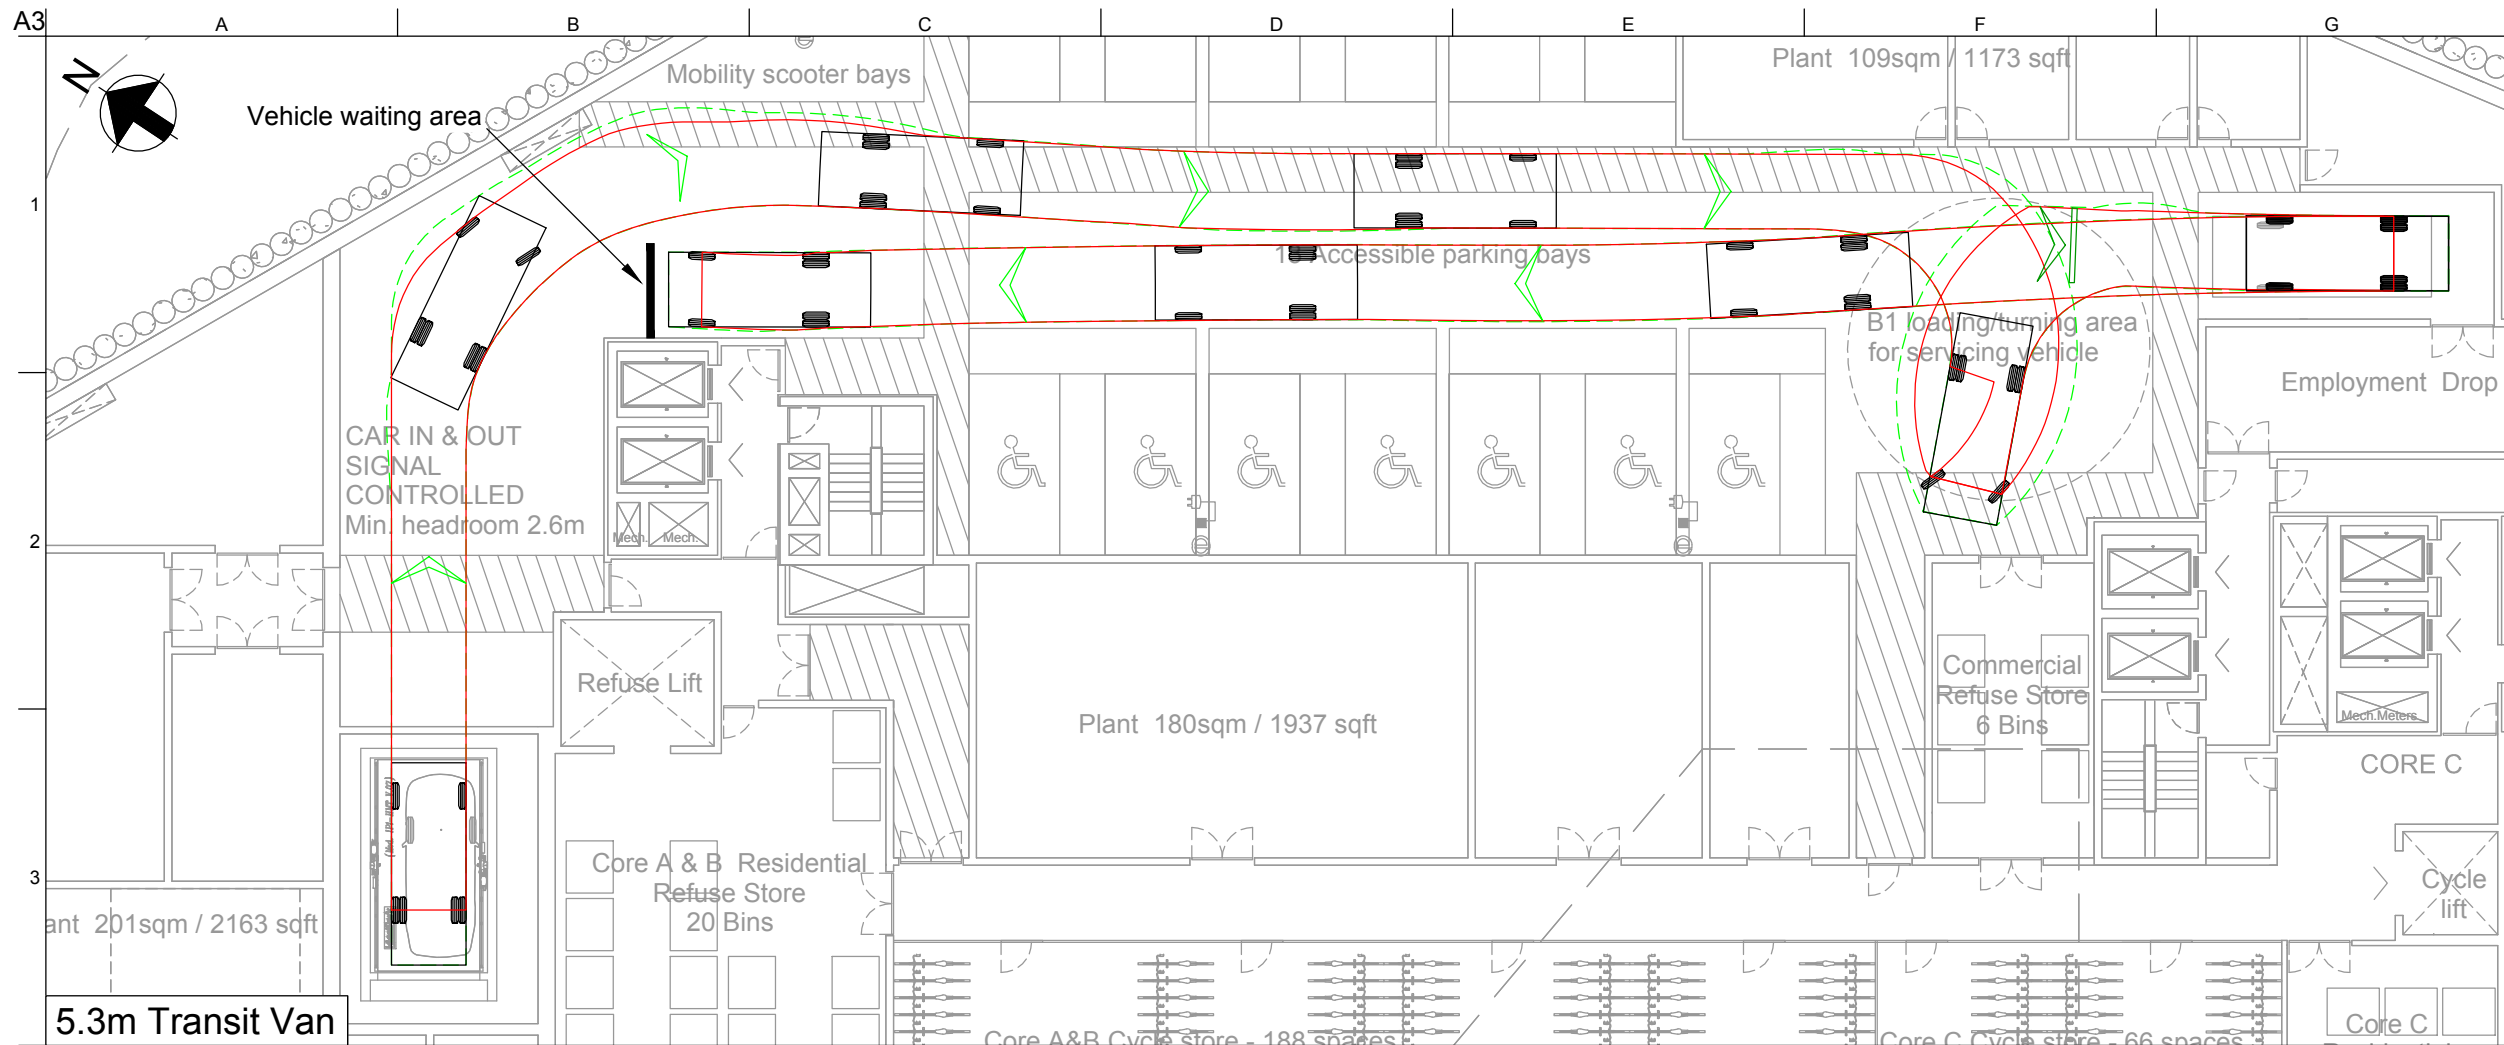 A3
A B C D E F G
N
Mobility scooter bays
Plant 109sqm / 1173 sqft
Vehicle waiting area
1
Accessible parking bays
B1 loading/turning area
for servicing vehicle
Employment Drop
CAR IN & OUT
SIGNAL
CONTROLLED
Min. headroom 2.6m
Mech. Mech.
2
Refuse Lift
Commercial
Refuse Store
6 Bins
Plant 180sqm / 1937 sqft
Mech.Meters
CORE C
3
Core A & B Residential
Refuse Store
20 Bins
Cycle
lift
ant 201sqm / 2163 sqft
5.3m Transit Van
Core A&B Cycle store - 188 spaces
Core C Cycle store - 66 spaces
Core C